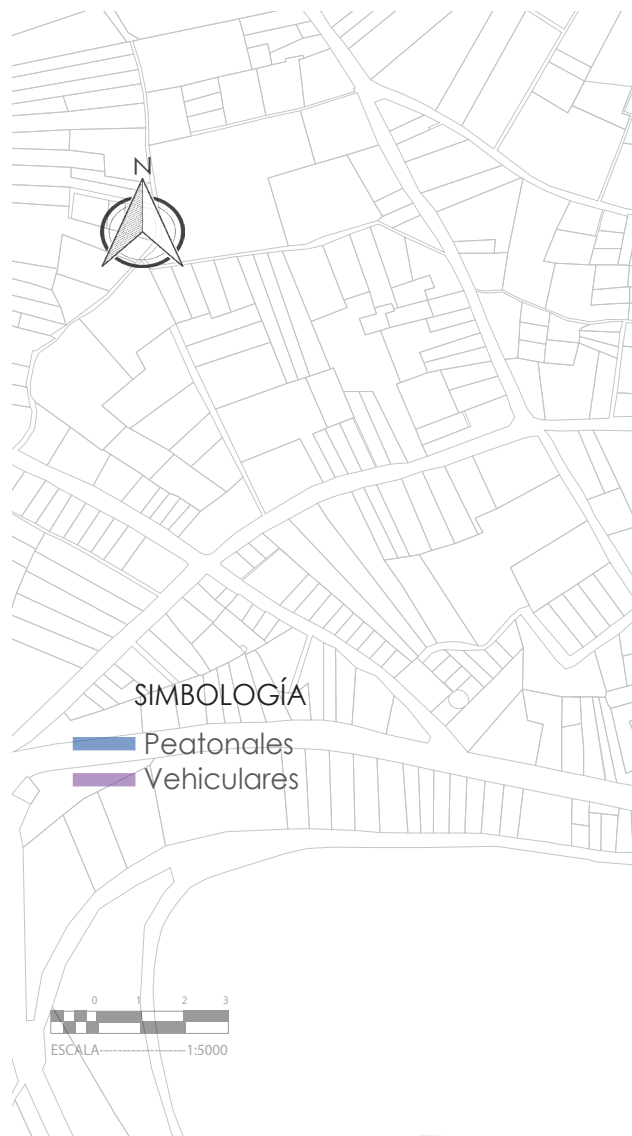 N
SIMBOLOGÍA
Peatonales
Vehiculares
0 1 2 3
ESCALA--------------------1:5000